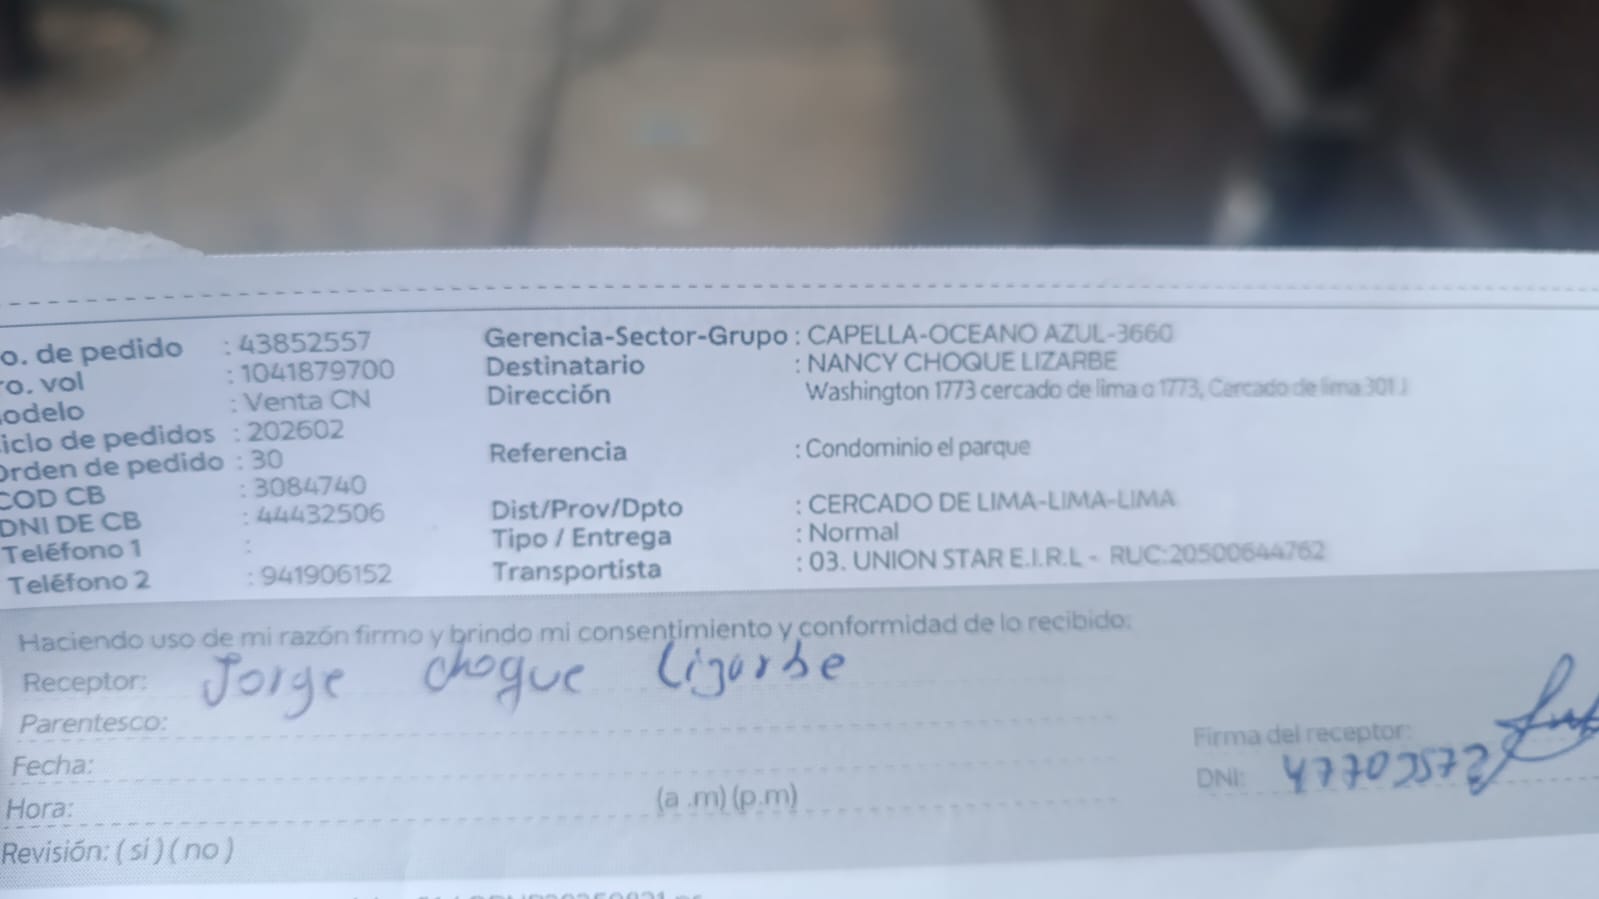 o. de pedido : 43852557 Gerencia-Sector-Grupo : CAPELLA-OCEANO AZUL-3660
ro. vol : 1041879700 Destinatario : NANCY CHOQUE LIZARBE
odelo : Venta CN Dirección Washington 1773 cercado de lima a 1773, Cercado de lima 301 J
iclo de pedidos : 202602
Orden de pedido : 30 Referencia : Condominio el parque
COD CB : 3084740
DNI DE CB : 44432506 Dist/Prov/Dpto : CERCADO DE LIMA-LIMA-LIMA
Teléfono 1 : Tipo / Entrega : Normal
Teléfono 2 : 941906152 Transportista : 03. UNION STAR E.I.R.L - RUC:20500644762
Haciendo uso de mi razón firmo y brindo mi consentimiento y conformidad de lo recibido:
Receptor: Jorge Choque Lizarbe
Parentesco:
Firma del receptor:
Fecha:
DNI:
Hora: (a .m) (p.m)
Revisión: ( sí ) ( no )